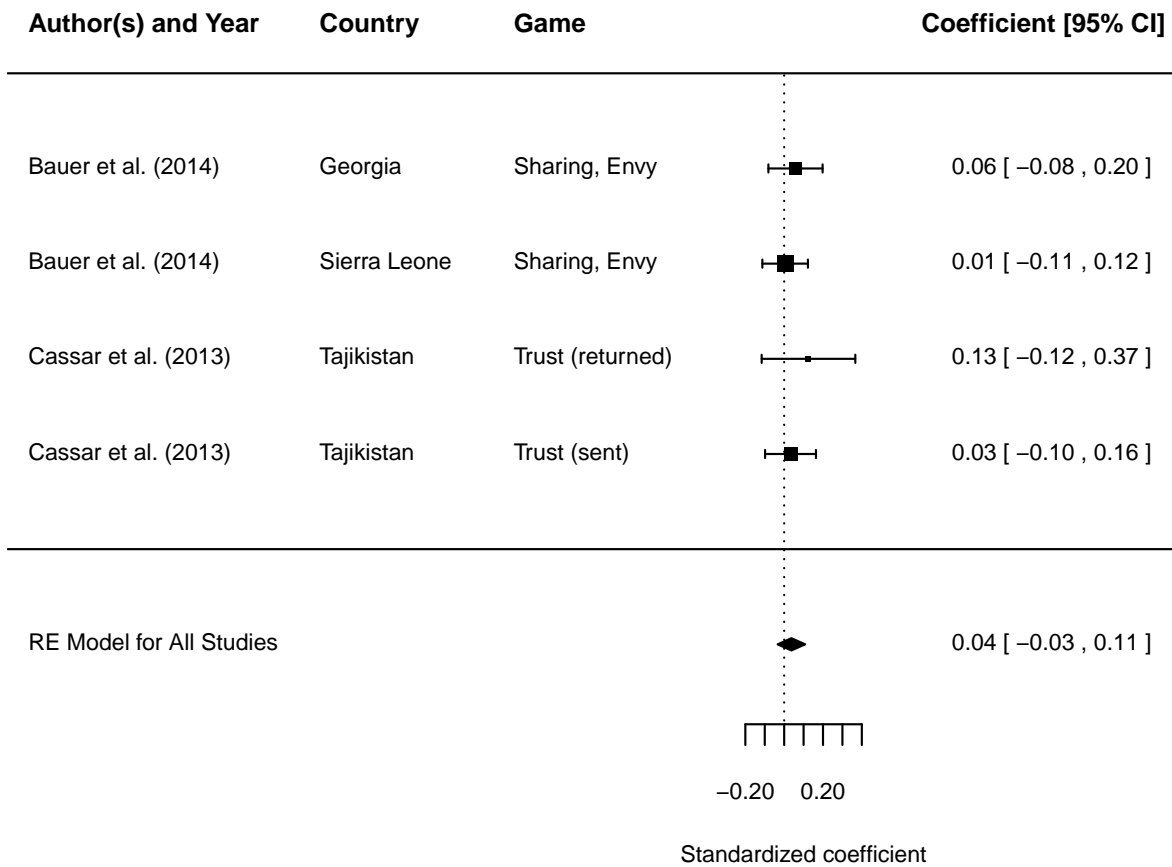 Author(s) and Year Country Game Coefficient [95% CI]
Bauer et al. (2014) Georgia Sharing, Envy 0.06 [ −0.08 , 0.20 ]
Bauer et al. (2014) Sierra Leone Sharing, Envy 0.01 [ −0.11 , 0.12 ]
Cassar et al. (2013) Tajikistan Trust (returned) 0.13 [ −0.12 , 0.37 ]
Cassar et al. (2013) Tajikistan Trust (sent) 0.03 [ −0.10 , 0.16 ]
RE Model for All Studies 0.04 [ −0.03 , 0.11 ]
−0.20 0.20
Standardized coefficient